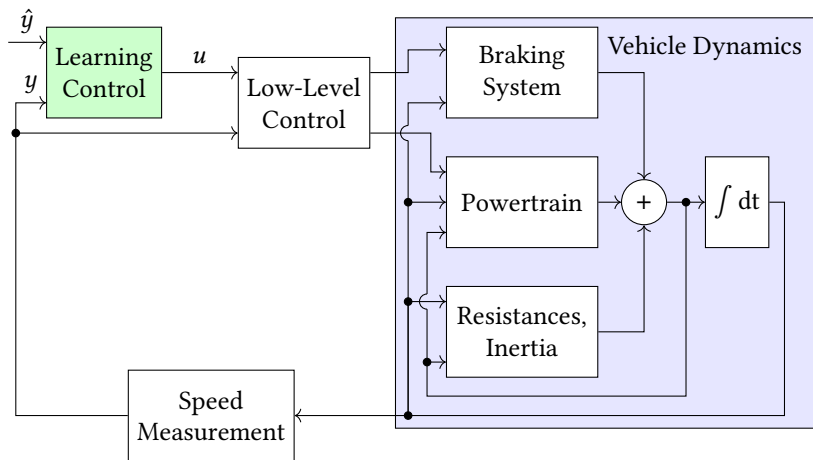 ŷ
Learning
Control
y
u
Low-Level
Control
Vehicle Dynamics
Braking
System
Powertrain
+
∫ dt
Resistances,
Inertia
Speed
Measurement